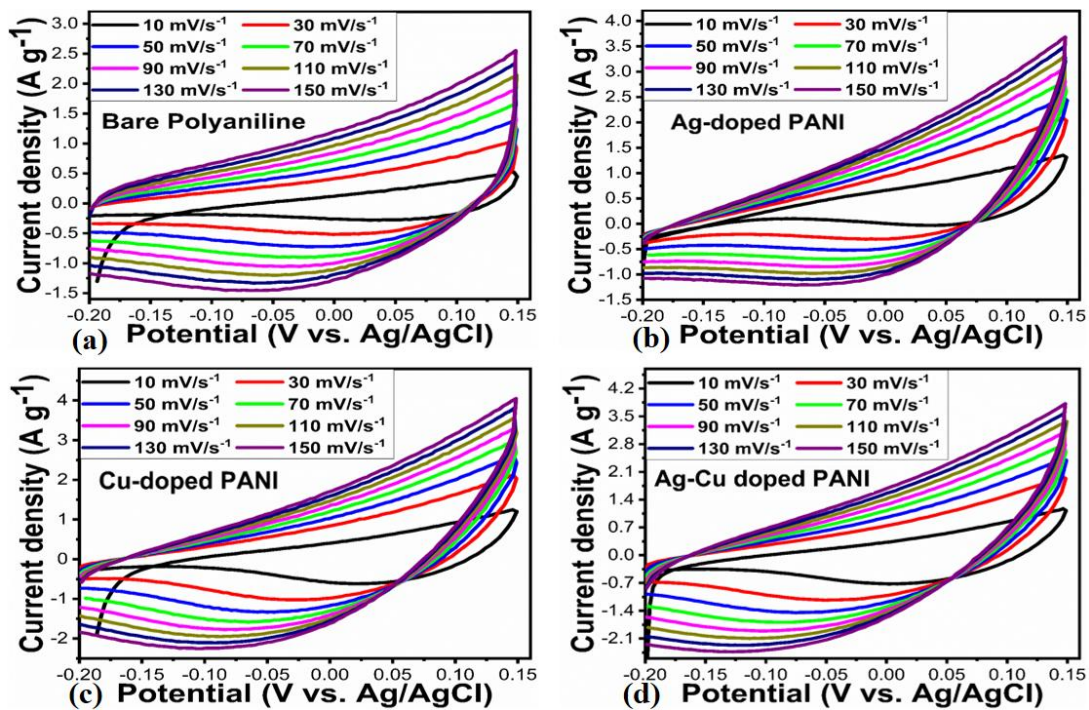 3.0
2.5
2.0
1.5
1.0
0.5
0.0
-0.5
-1.0
-1.5
Current density (A g-1)
10 mV/s-1 30 mV/s-1
50 mV/s-1 70 mV/s-1
90 mV/s-1 110 mV/s-1
130 mV/s-1 150 mV/s-1
Bare Polyaniline
-0.20 -0.15 -0.10 -0.05 0.00 0.05 0.10 0.15
(a) Potential (V vs. Ag/AgCl)
4.0
3.5
3.0
2.5
2.0
1.5
1.0
0.5
0.0
-0.5
-1.0
-1.5
Current density (A g-1)
10 mV/s-1 30 mV/s-1
50 mV/s-1 70 mV/s-1
90 mV/s-1 110 mV/s-1
130 mV/s-1 150 mV/s-1
Ag-doped PANI
-0.20 -0.15 -0.10 -0.05 0.00 0.05 0.10 0.15
(b) Potential (V vs. Ag/AgCl)
4
3
2
1
0
-1
-2
Current density (A g-1)
10 mV/s-1 30 mV/s-1
50 mV/s-1 70 mV/s-1
90 mV/s-1 110 mV/s-1
130 mV/s-1 150 mV/s-1
Cu-doped PANI
-0.20 -0.15 -0.10 -0.05 0.00 0.05 0.10 0.15
(c) Potential (V vs. Ag/AgCl)
4.2
3.5
2.8
2.1
1.4
0.7
0.0
-0.7
-1.4
-2.1
Current density (A g-1)
10 mV/s-1 30 mV/s-1
50 mV/s-1 70 mV/s-1
90 mV/s-1 110 mV/s-1
130 mV/s-1 150 mV/s-1
Ag-Cu doped PANI
-0.20 -0.15 -0.10 -0.05 0.00 0.05 0.10 0.15
(d) Potential (V vs. Ag/AgCl)